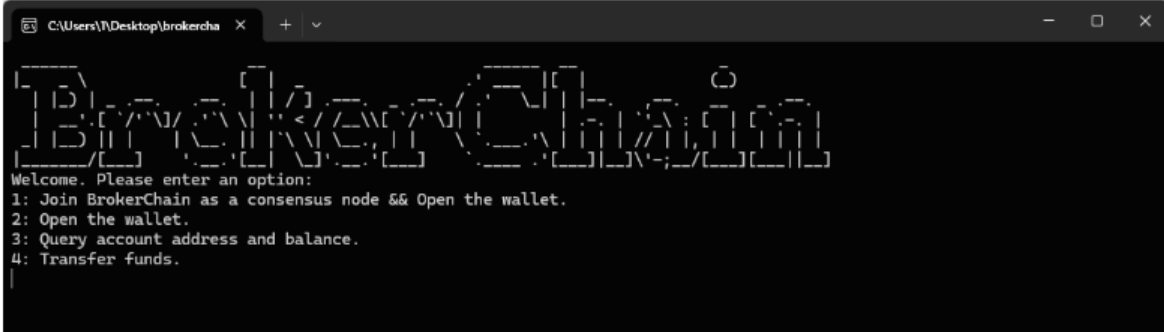 C:\Users\1\Desktop\brokercha
BrokerChain
Welcome. Please enter an option:
1: Join BrokerChain as a consensus node && Open the wallet.
2: Open the wallet.
3: Query account address and balance.
4: Transfer funds.